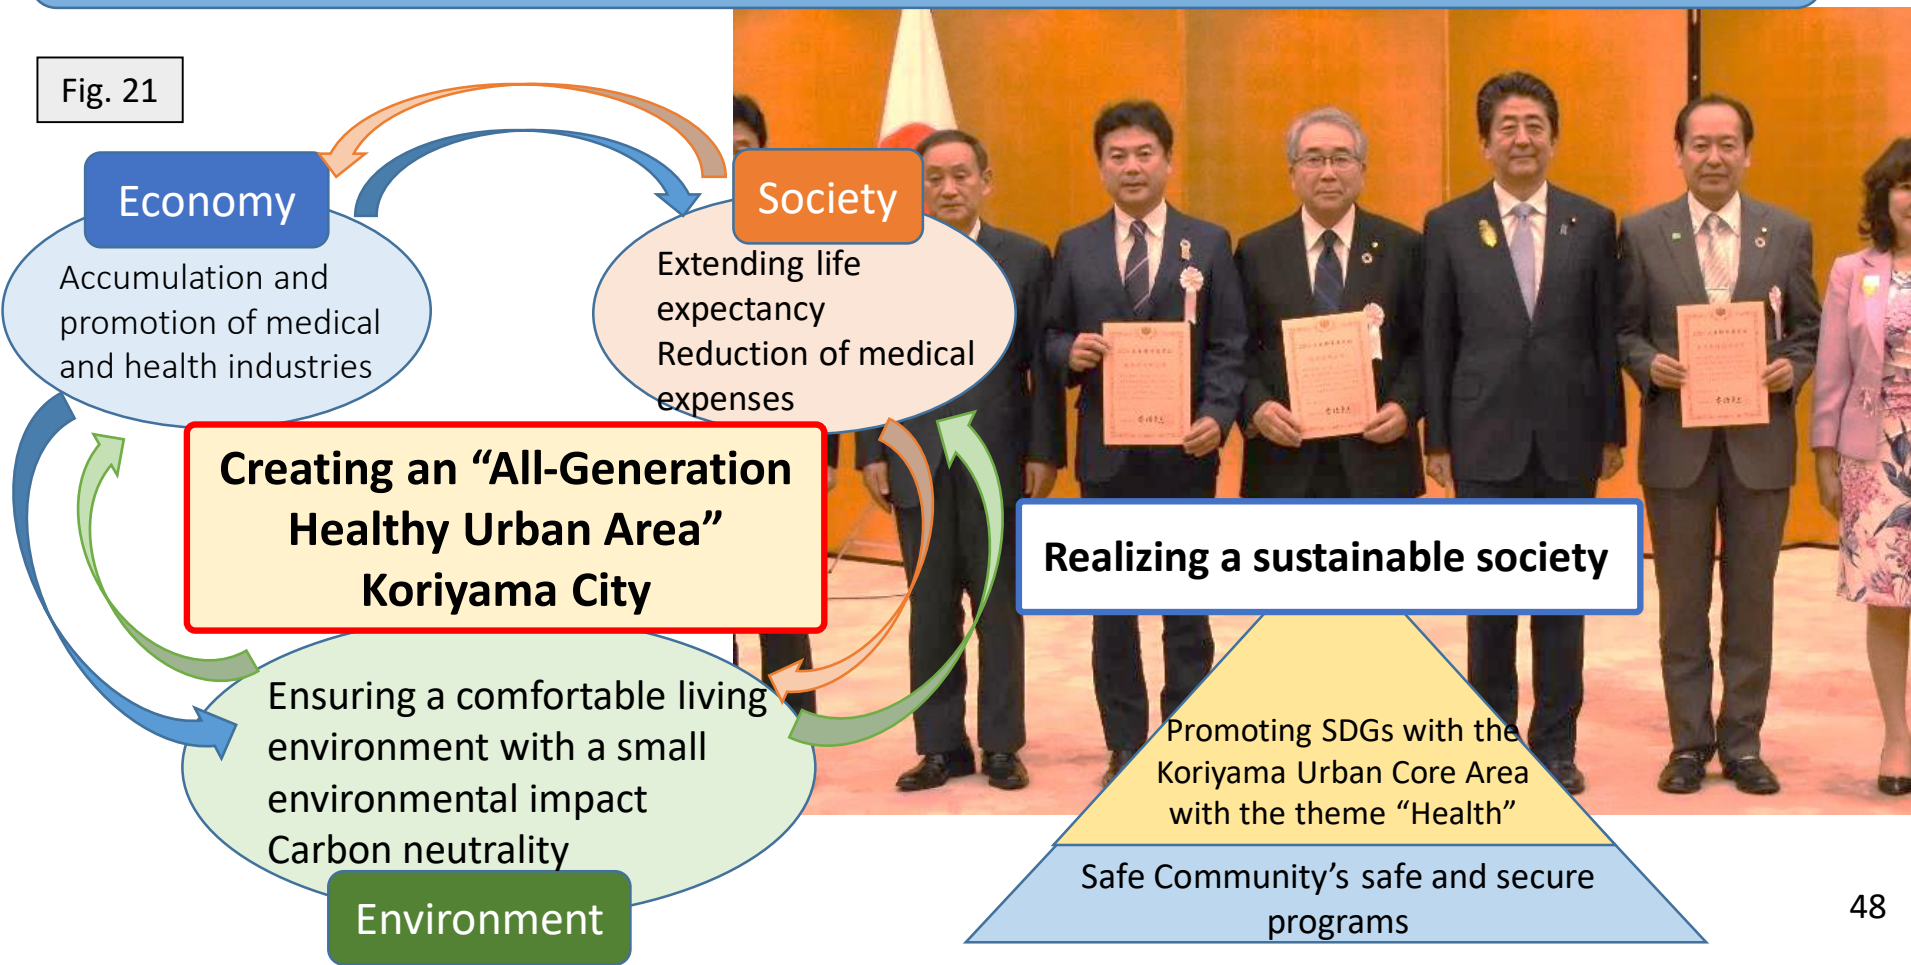 Fig. 21
Economy
Accumulation and
promotion of medical
and health industries
Society
Extending life
expectancy
Reduction of medical
expenses
Creating an “All-Generation
Healthy Urban Area”
Koriyama City
Ensuring a comfortable living
environment with a small
environmental impact
Carbon neutrality
Environment
Realizing a sustainable society
Promoting SDGs with the
Koriyama Urban Core Area
with the theme “Health”
Safe Community’s safe and secure
programs
48